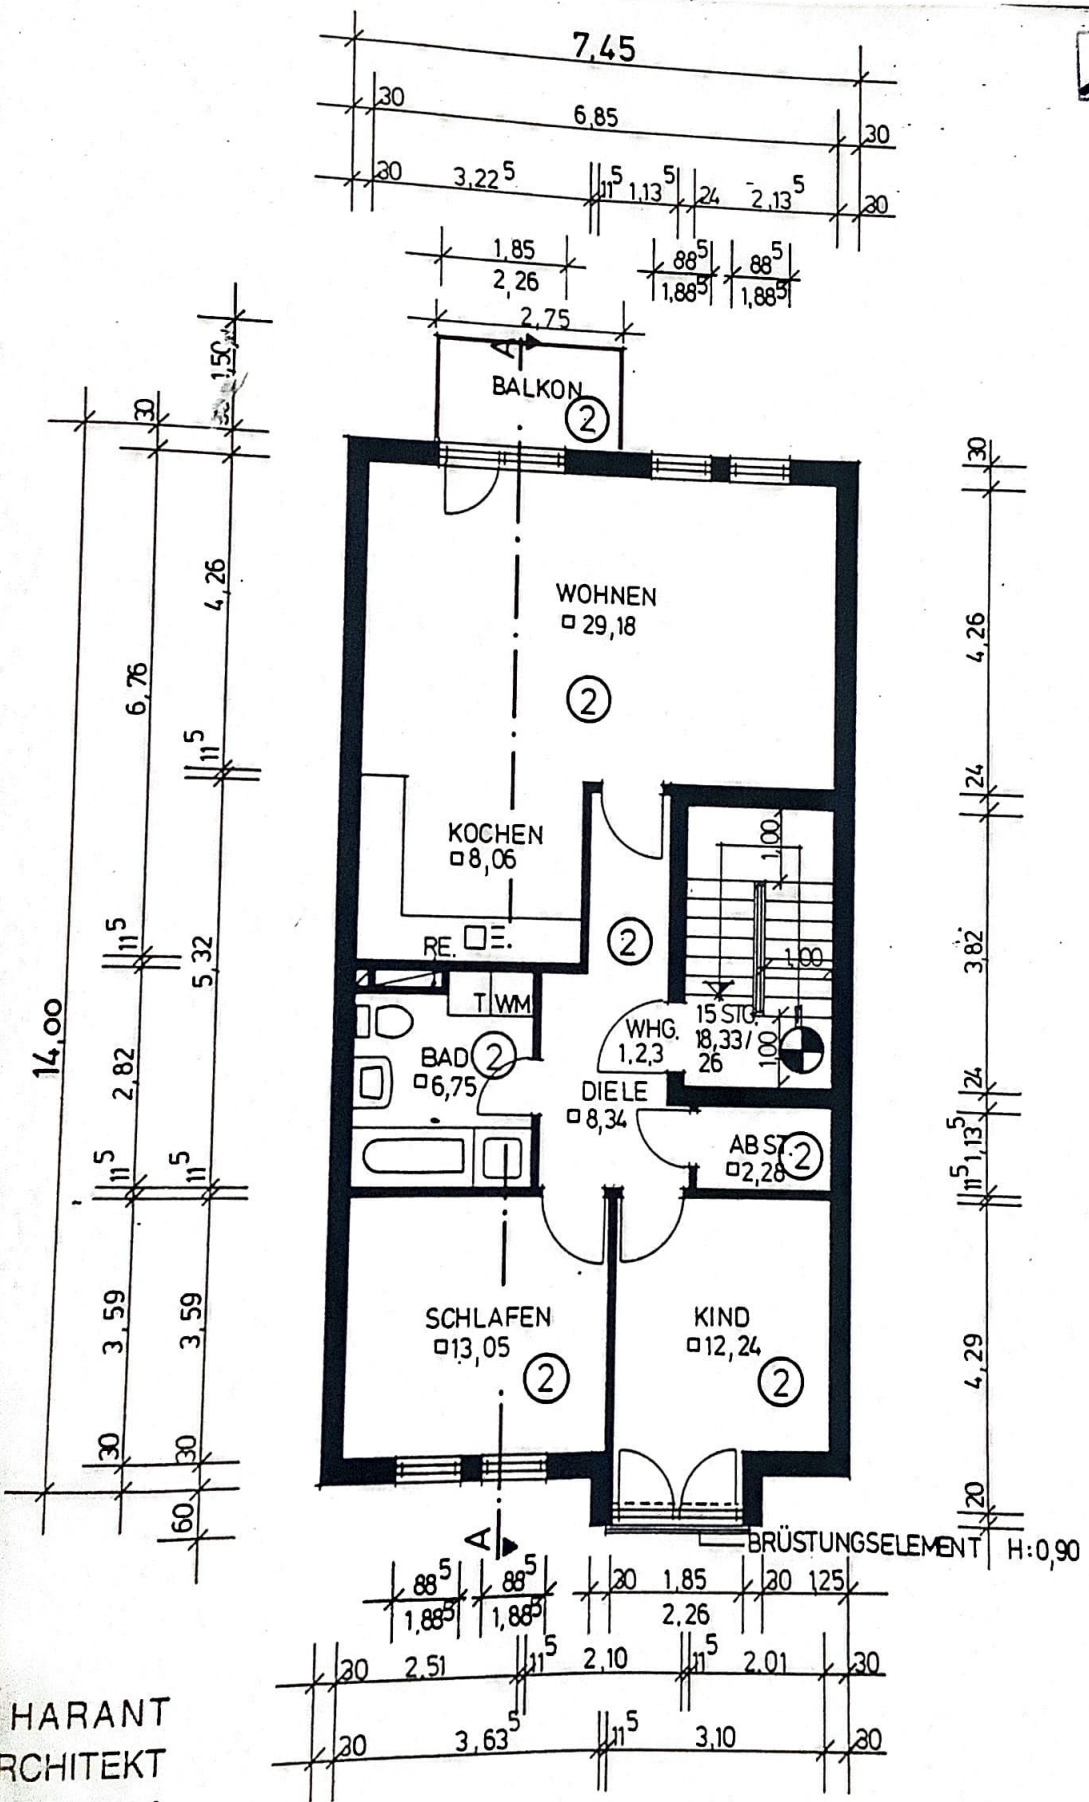 7,45
30 6,85 30
30 3,22⁵ 11⁵ 1,13⁵ 24 2,13⁵ 30
1,85 88⁵ 88⁵
2,26 1,88⁵ 1,88⁵
2,75
1,50
A
BALKON
2
30 30
4,26
6,76
11⁵
11⁵
5,32
14,00
2,82
11⁵ 11⁵
3,59 3,59
30 30
60
WOHNEN
29,18
2
KOCHEN
8,06
RE.
2
T WM
BAD 2
6,75
WHG.
1,2,3
15 STG.
18,33/
26
1,00
1,00
100
DIELE
8,34
ABST. 2
2,28
SCHLAFEN
13,05
2
KIND
12,24
2
30
4,26
24
3,82
24
1,13⁵
11⁵
4,29
20
A
BRÜSTUNGSELEMENT H:0,90
88⁵ 88⁵ 30 1,85 30 1,25
1,88⁵ 1,88⁵ 2,26
30 2,51 11⁵ 2,10 11⁵ 2,01 30
30 3,63⁵ 11⁵ 3,10 30
HARANT
RCHITEKT